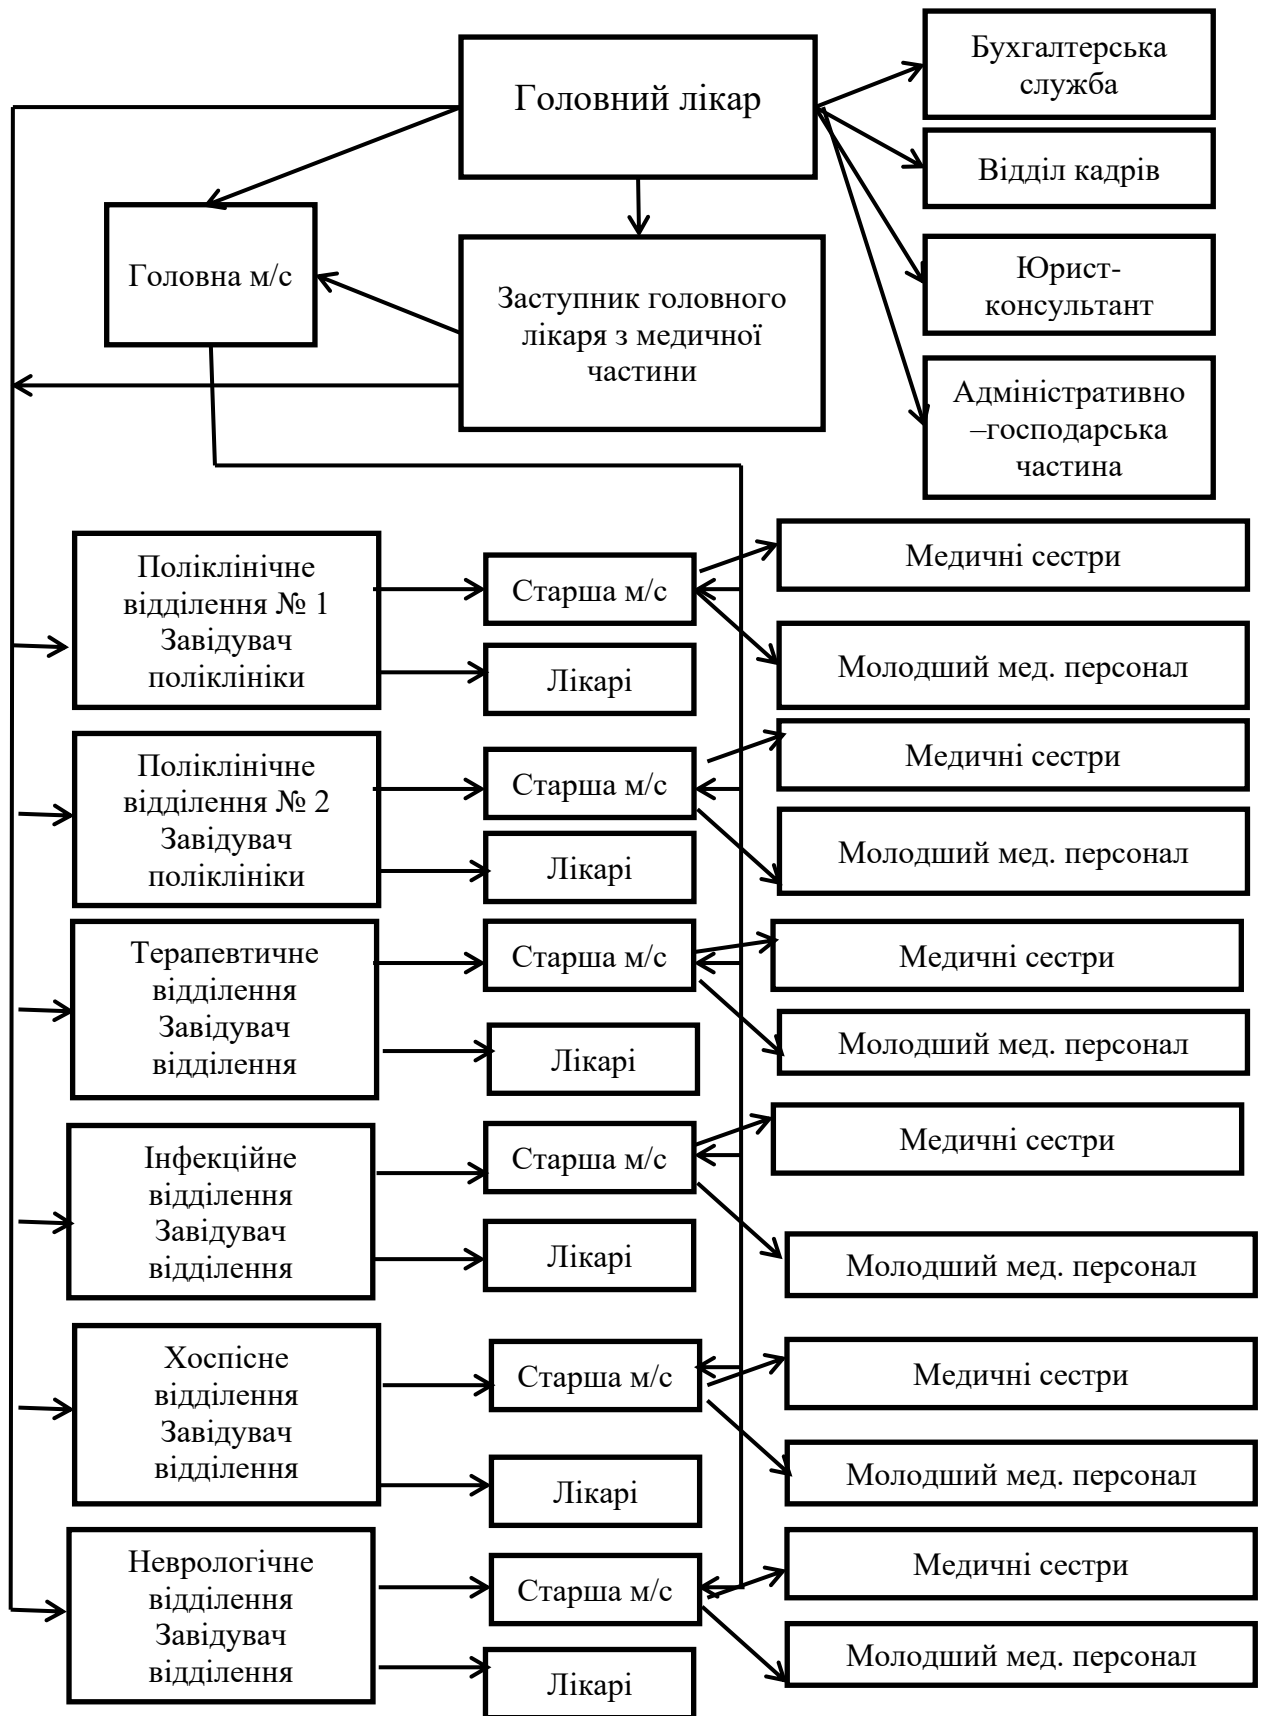 Головний лікар
Бухгалтерська
служба
Відділ кадрів
Юрист-
консультант
Адміністративно
–господарська
частина
Головна м/с
Заступник головного
лікаря з медичної
частини
Поліклінічне
відділення № 1
Завідувач
поліклініки
Старша м/с
Лікарі
Медичні сестри
Молодший мед. персонал
Поліклінічне
відділення № 2
Завідувач
поліклініки
Старша м/с
Лікарі
Медичні сестри
Молодший мед. персонал
Терапевтичне
відділення
Завідувач
відділення
Старша м/с
Лікарі
Медичні сестри
Молодший мед. персонал
Інфекційне
відділення
Завідувач
відділення
Старша м/с
Лікарі
Медичні сестри
Молодший мед. персонал
Хоспісне
відділення
Завідувач
відділення
Старша м/с
Лікарі
Медичні сестри
Молодший мед. персонал
Неврологічне
відділення
Завідувач
відділення
Старша м/с
Лікарі
Медичні сестри
Молодший мед. персонал